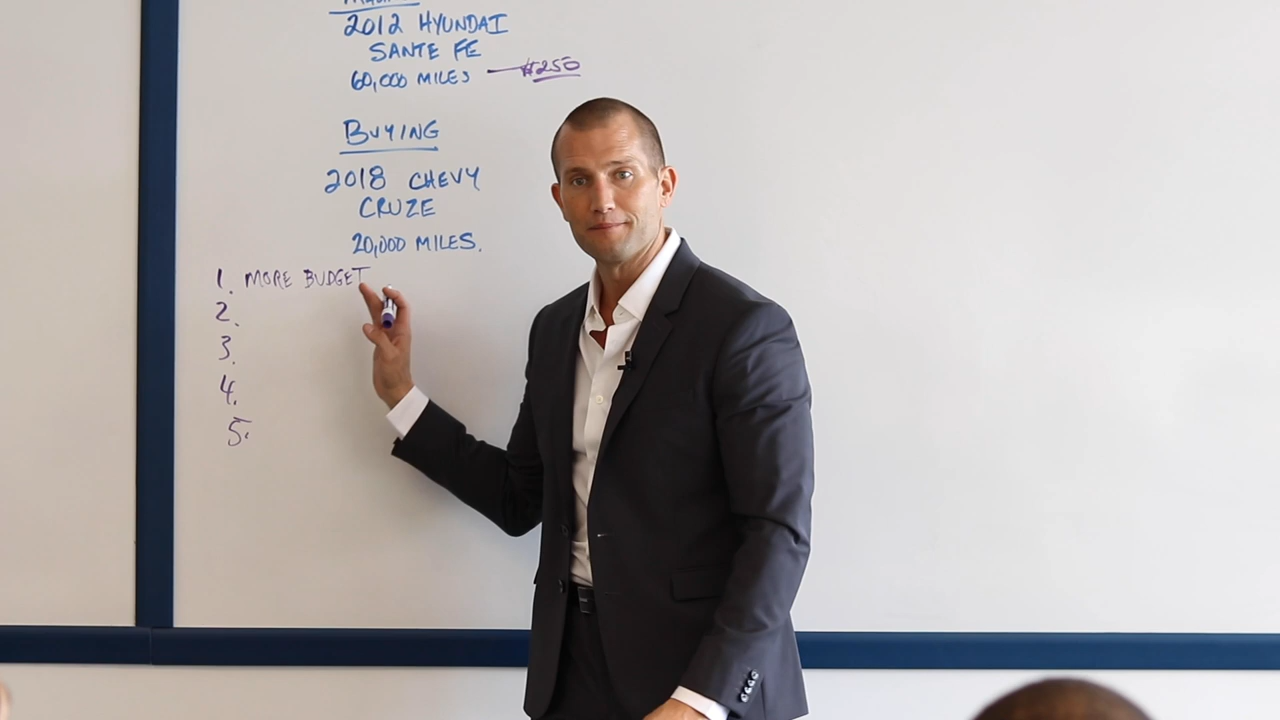 2012 HYUNDAI
SANTE FE
60,000 MILES — $250
BUYING
2018 CHEVY
CRUZE
20,000 MILES.
1. MORE BUDGET
2.
3.
4.
5.